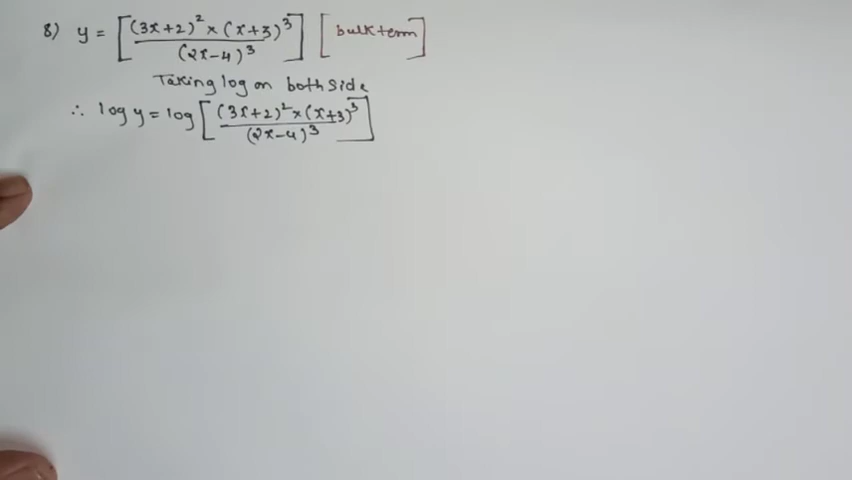 8) y = [(3x+2)² × (x+3)³ / (2x-4)³] [bulk term]
Taking log on both side
∴ log y = log [(3x+2)² × (x+3)³ / (2x-4)³]